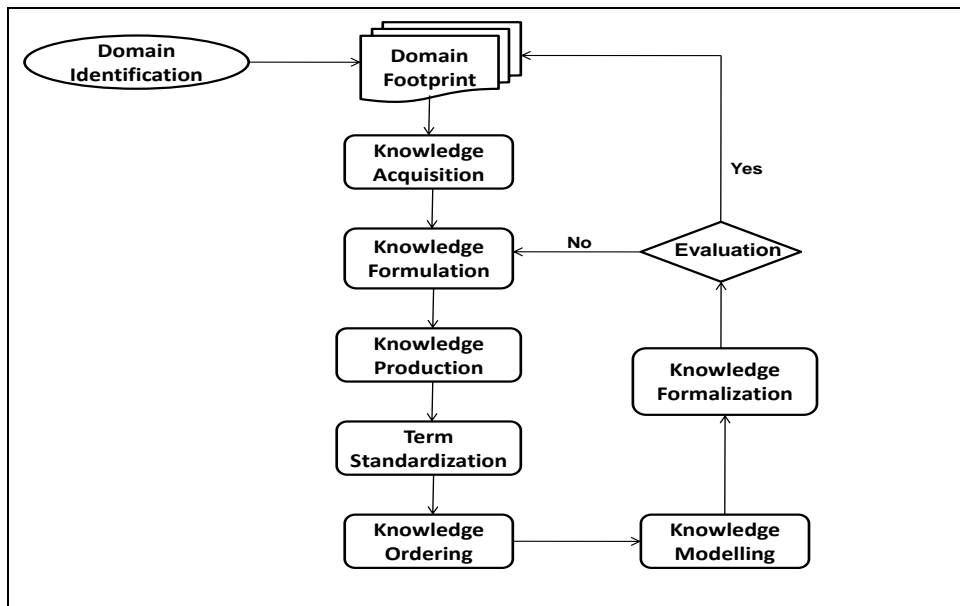 Domain
Identification
Domain
Footprint
Knowledge
Acquisition
Yes
Knowledge
Formulation
No
Evaluation
Knowledge
Production
Knowledge
Formalization
Term
Standardization
Knowledge
Ordering
Knowledge
Modelling